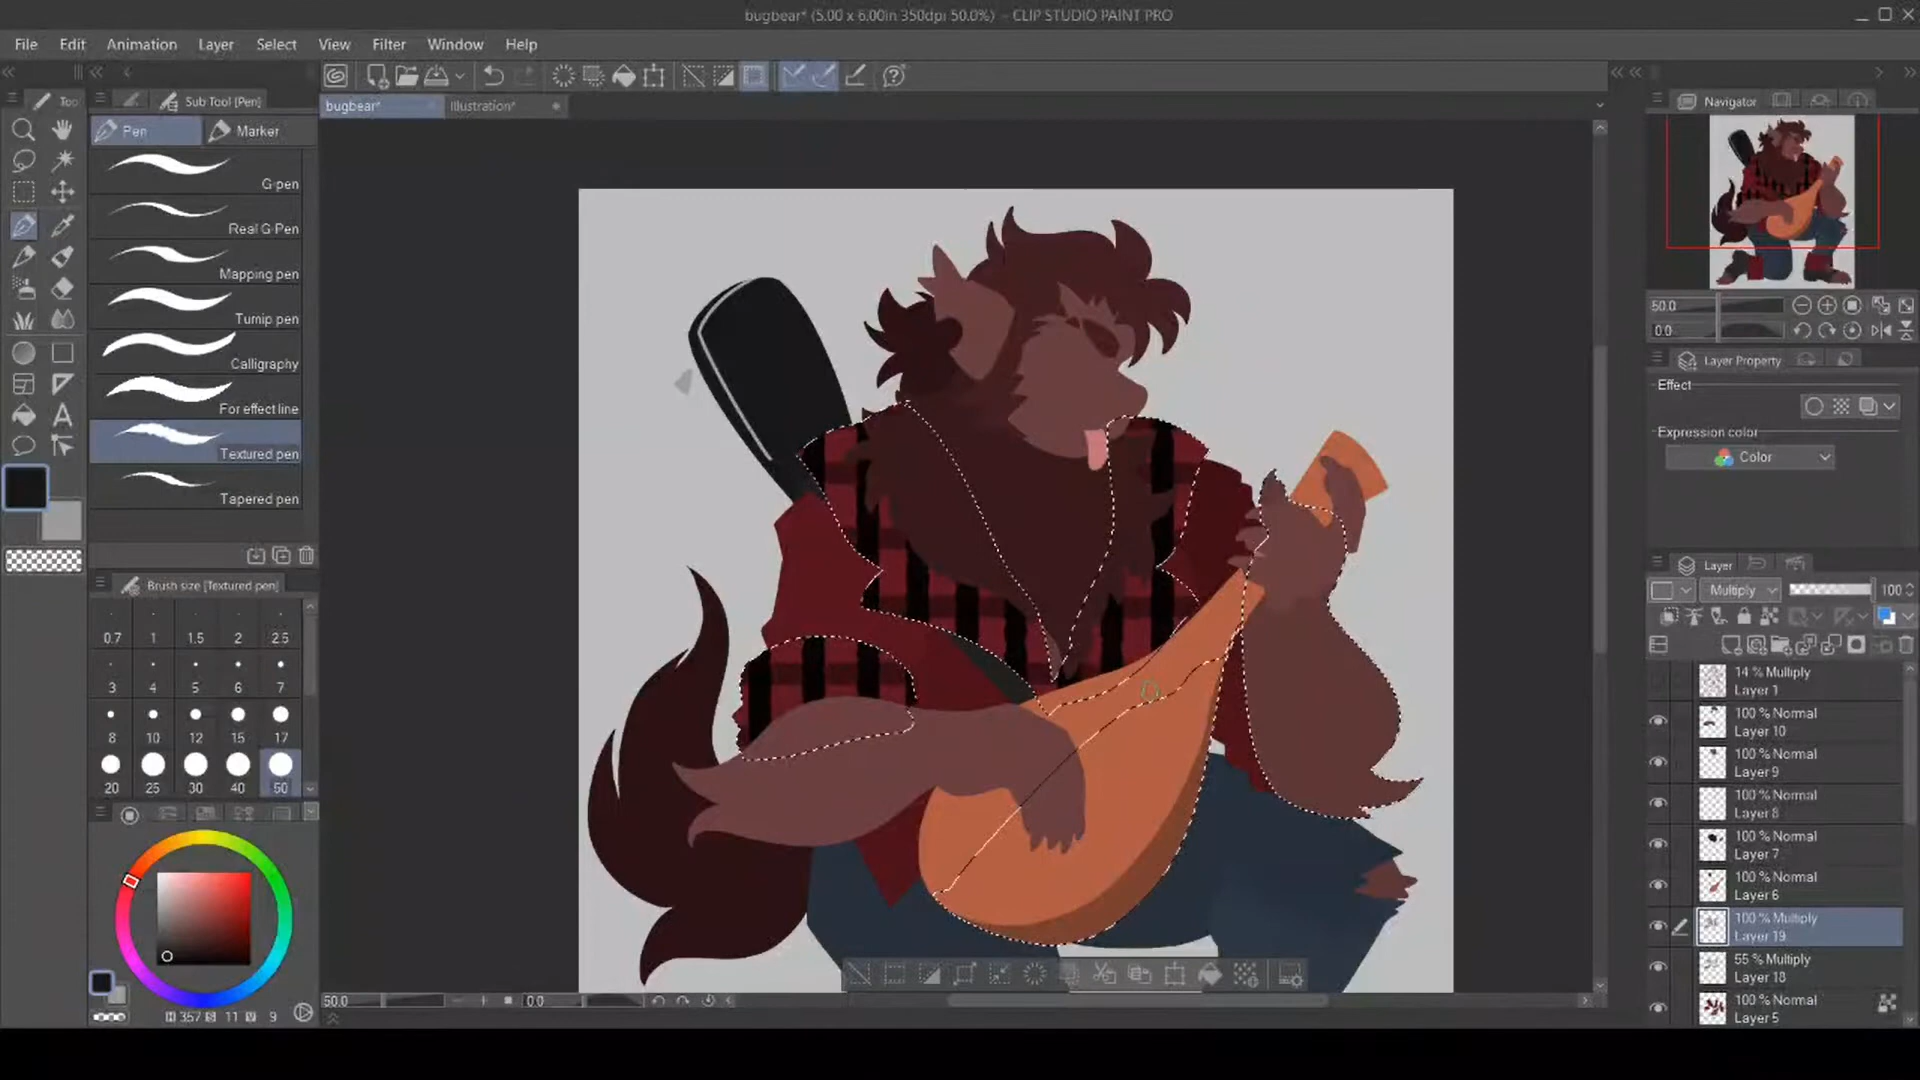 bugbear* (5.00 x 6.00in 350dpi 50.0%) - CLIP STUDIO PAINT PRO
File Edit Animation Layer Select View Filter Window Help
Too
Sub Tool [Pen]
bugbear*
Illustration*
Navigator
Pen
Marker
G-pen
Real G-Pen
Mapping pen
Turnip pen
Calligraphy
For effect line
Textured pen
Tapered pen
Brush size [Textured pen]
0.7 1 1.5 2 2.5
3 4 5 6 7
8 10 12 15 17
20 25 30 40 50
H 357 S 11 V 9
50.0
0.0
50.0
0.0
Layer Property
Effect
Expression color
Color
Layer
Multiply
100
14 % Multiply
Layer 1
100 % Normal
Layer 10
100 % Normal
Layer 9
100 % Normal
Layer 8
100 % Normal
Layer 7
100 % Normal
Layer 6
100 % Multiply
Layer 19
55 % Multiply
Layer 18
100 % Normal
Layer 5